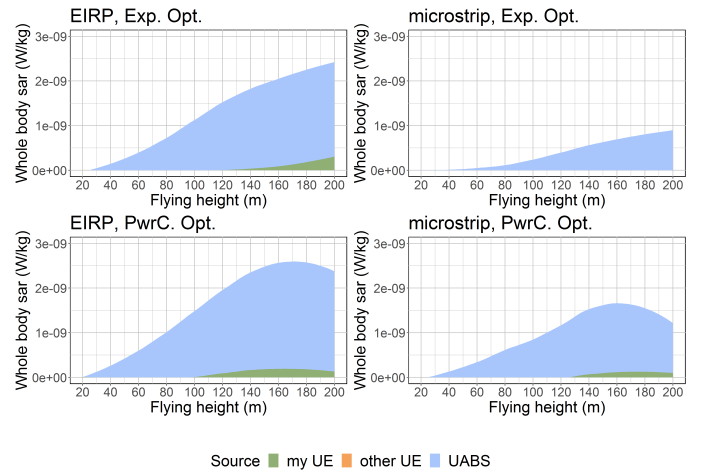 EIRP, Exp. Opt.
Whole body sar (W/kg)
3e-09
2e-09
1e-09
0e+00
20 40 60 80 100 120 140 160 180 200
Flying height (m)
microstrip, Exp. Opt.
Whole body sar (W/kg)
3e-09
2e-09
1e-09
0e+00
20 40 60 80 100 120 140 160 180 200
Flying height (m)
EIRP, PwrC. Opt.
Whole body sar (W/kg)
3e-09
2e-09
1e-09
0e+00
20 40 60 80 100 120 140 160 180 200
Flying height (m)
microstrip, PwrC. Opt.
Whole body sar (W/kg)
3e-09
2e-09
1e-09
0e+00
20 40 60 80 100 120 140 160 180 200
Flying height (m)
Source my UE other UE UABS